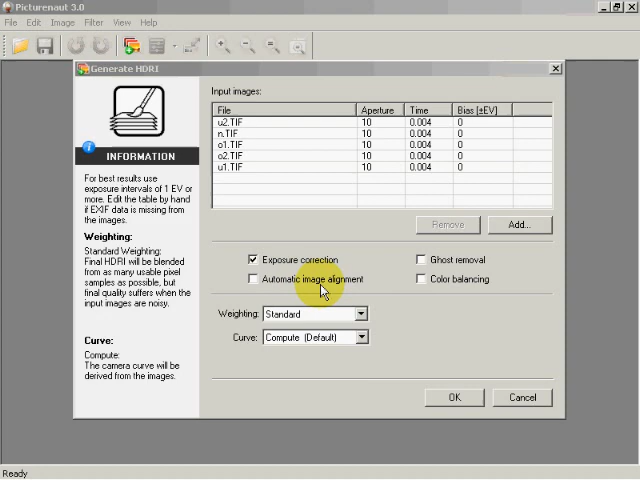 Picturenaut 3.0
File Edit Image Filter View Help
Generate HDRI
INFORMATION
For best results use
exposure intervals of 1 EV or
more. Edit the table by hand
if EXIF data is missing from
the images.
Weighting:
Standard Weighting:
Final HDRI will be blended
from as many usable pixel
samples as possible, but
final quality suffers when the
input images are noisy.
Curve:
Compute:
The camera curve will be
derived from the images.
Input images:
File Aperture Time Bias [±EV]
u2.TIF 10 0.004 0
n.TIF 10 0.004 0
o1.TIF 10 0.004 0
o2.TIF 10 0.004 0
u1.TIF 10 0.004 0
Remove Add...
Exposure correction Ghost removal
Automatic image alignment Color balancing
Weighting: Standard
Curve: Compute (Default)
OK Cancel
Ready